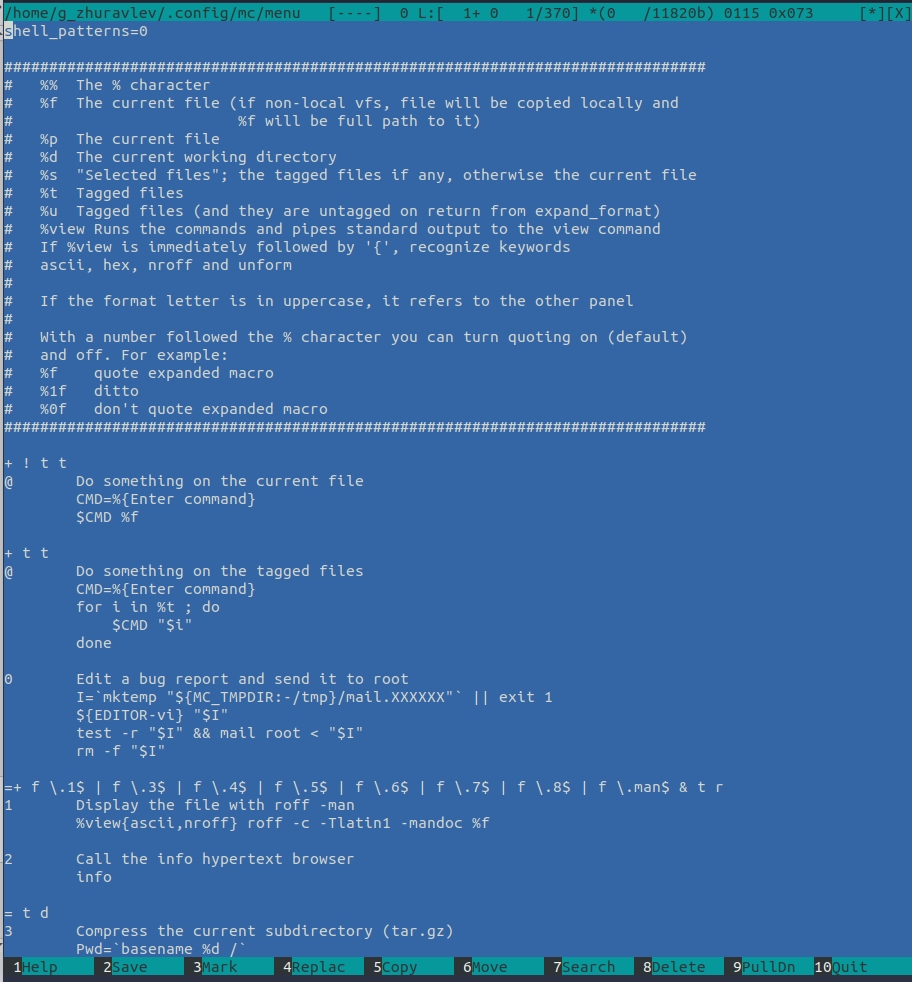 /home/g_zhuravlev/.config/mc/menu   [----]  0 L:[  1+ 0   1/370] *(0   /11820b) 0115 0x073     [*][X]
shell_patterns=0

##############################################################################
#   %%  The % character
#   %f  The current file (if non-local vfs, file will be copied locally and
#                         %f will be full path to it)
#   %p  The current file
#   %d  The current working directory
#   %s  "Selected files"; the tagged files if any, otherwise the current file
#   %t  Tagged files
#   %u  Tagged files (and they are untagged on return from expand_format)
#   %view Runs the commands and pipes standard output to the view command
#   If %view is immediately followed by '{', recognize keywords
#   ascii, hex, nroff and unform
#
#   If the format letter is in uppercase, it refers to the other panel
#
#   With a number followed the % character you can turn quoting on (default)
#   and off. For example:
#   %f    quote expanded macro
#   %1f   ditto
#   %0f   don't quote expanded macro
##############################################################################

+ ! t t
@       Do something on the current file
        CMD=%{Enter command}
        $CMD %f

+ t t
@       Do something on the tagged files
        CMD=%{Enter command}
        for i in %t ; do
            $CMD "$i"
        done

0       Edit a bug report and send it to root
        I=`mktemp "${MC_TMPDIR:-/tmp}/mail.XXXXXX"` || exit 1
        ${EDITOR-vi} "$I"
        test -r "$I" && mail root < "$I"
        rm -f "$I"

=+ f \.1$ | f \.3$ | f \.4$ | f \.5$ | f \.6$ | f \.7$ | f \.8$ | f \.man$ & t r
1       Display the file with roff -man
        %view{ascii,nroff} roff -c -Tlatin1 -mandoc %f

2       Call the info hypertext browser
        info

= t d
3       Compress the current subdirectory (tar.gz)
        Pwd=`basename %d /`
1Help   2Save   3Mark   4Replac   5Copy   6Move   7Search   8Delete   9PullDn   10Quit